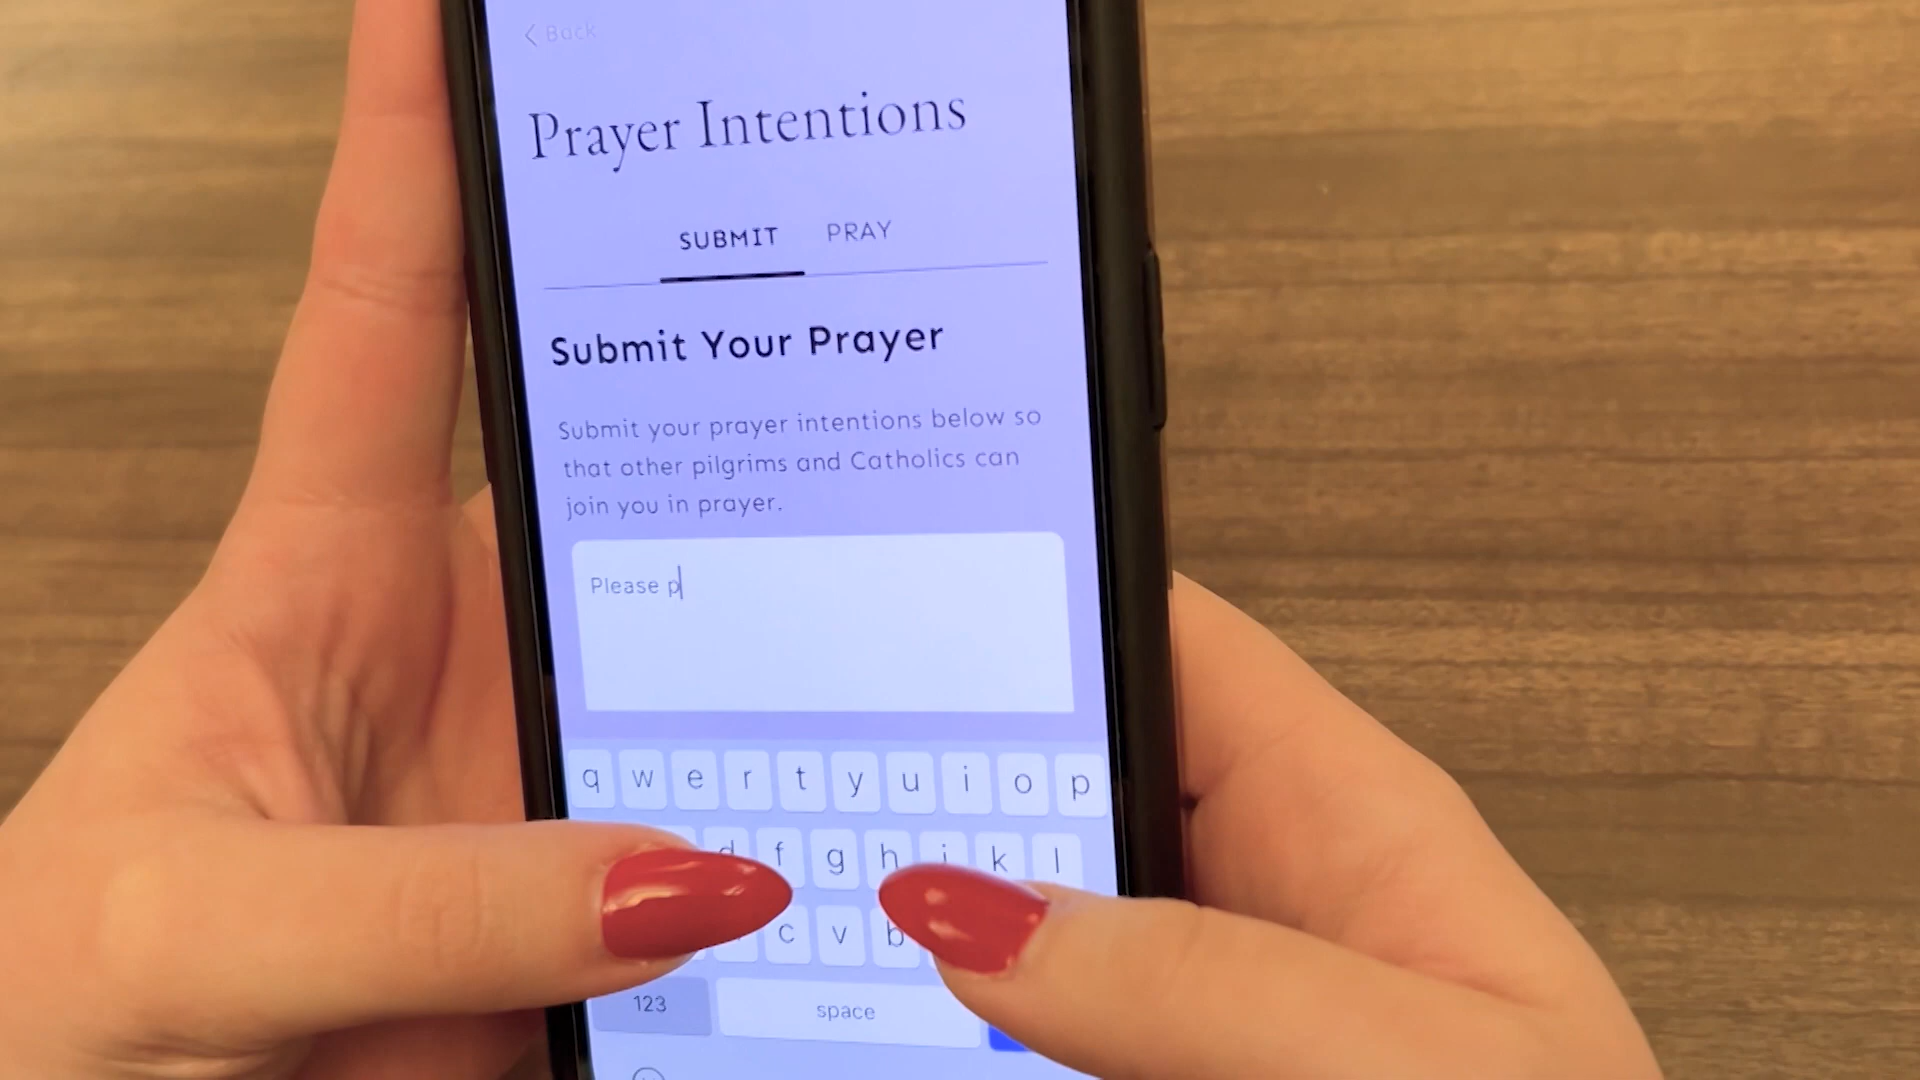 Back
Prayer Intentions
SUBMIT PRAY
Submit Your Prayer
Submit your prayer intentions below so
that other pilgrims and Catholics can
join you in prayer.
Please p
q w e r t y u i o p
d f g h j k l
c v b
123 space